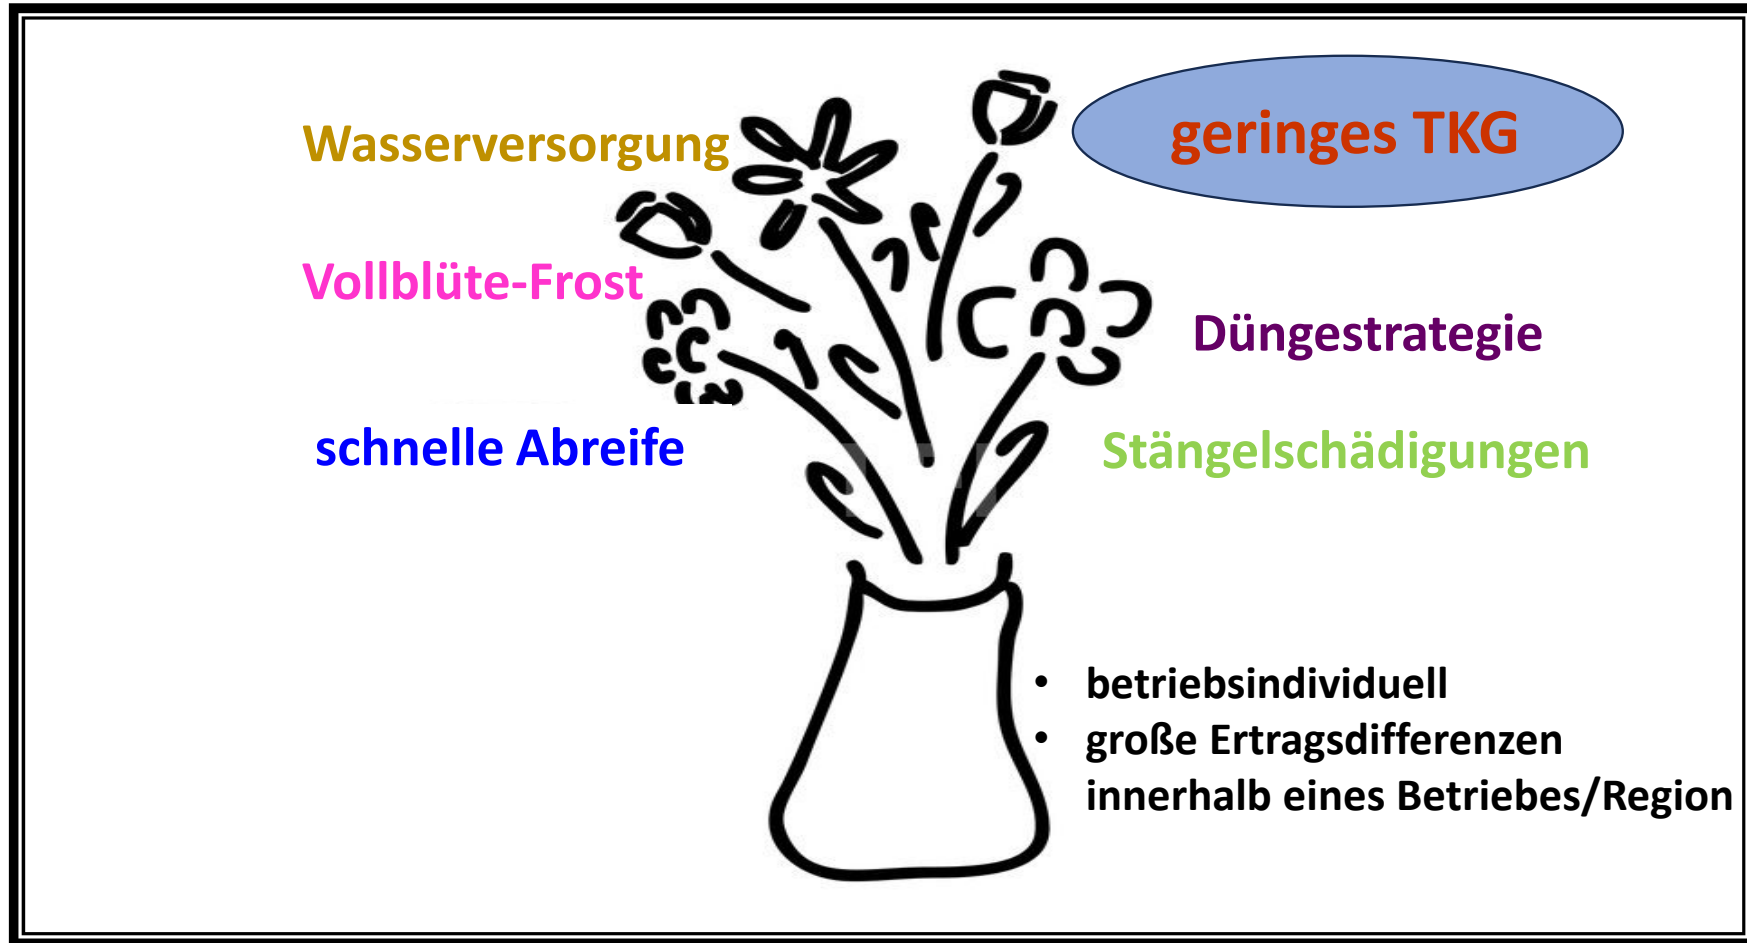 Wasserversorgung
geringes TKG
Vollblüte-Frost
Düngestrategie
schnelle Abreife
Stängelschädigungen
• betriebsindividuell
• große Ertragsdifferenzen
innerhalb eines Betriebes/Region